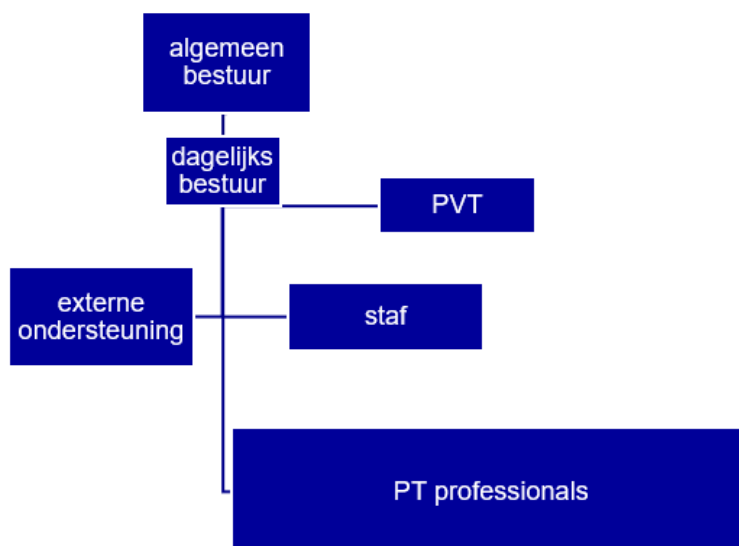 algemeen
bestuur
dagelijks
bestuur
PVT
externe
ondersteuning
staf
PT professionals